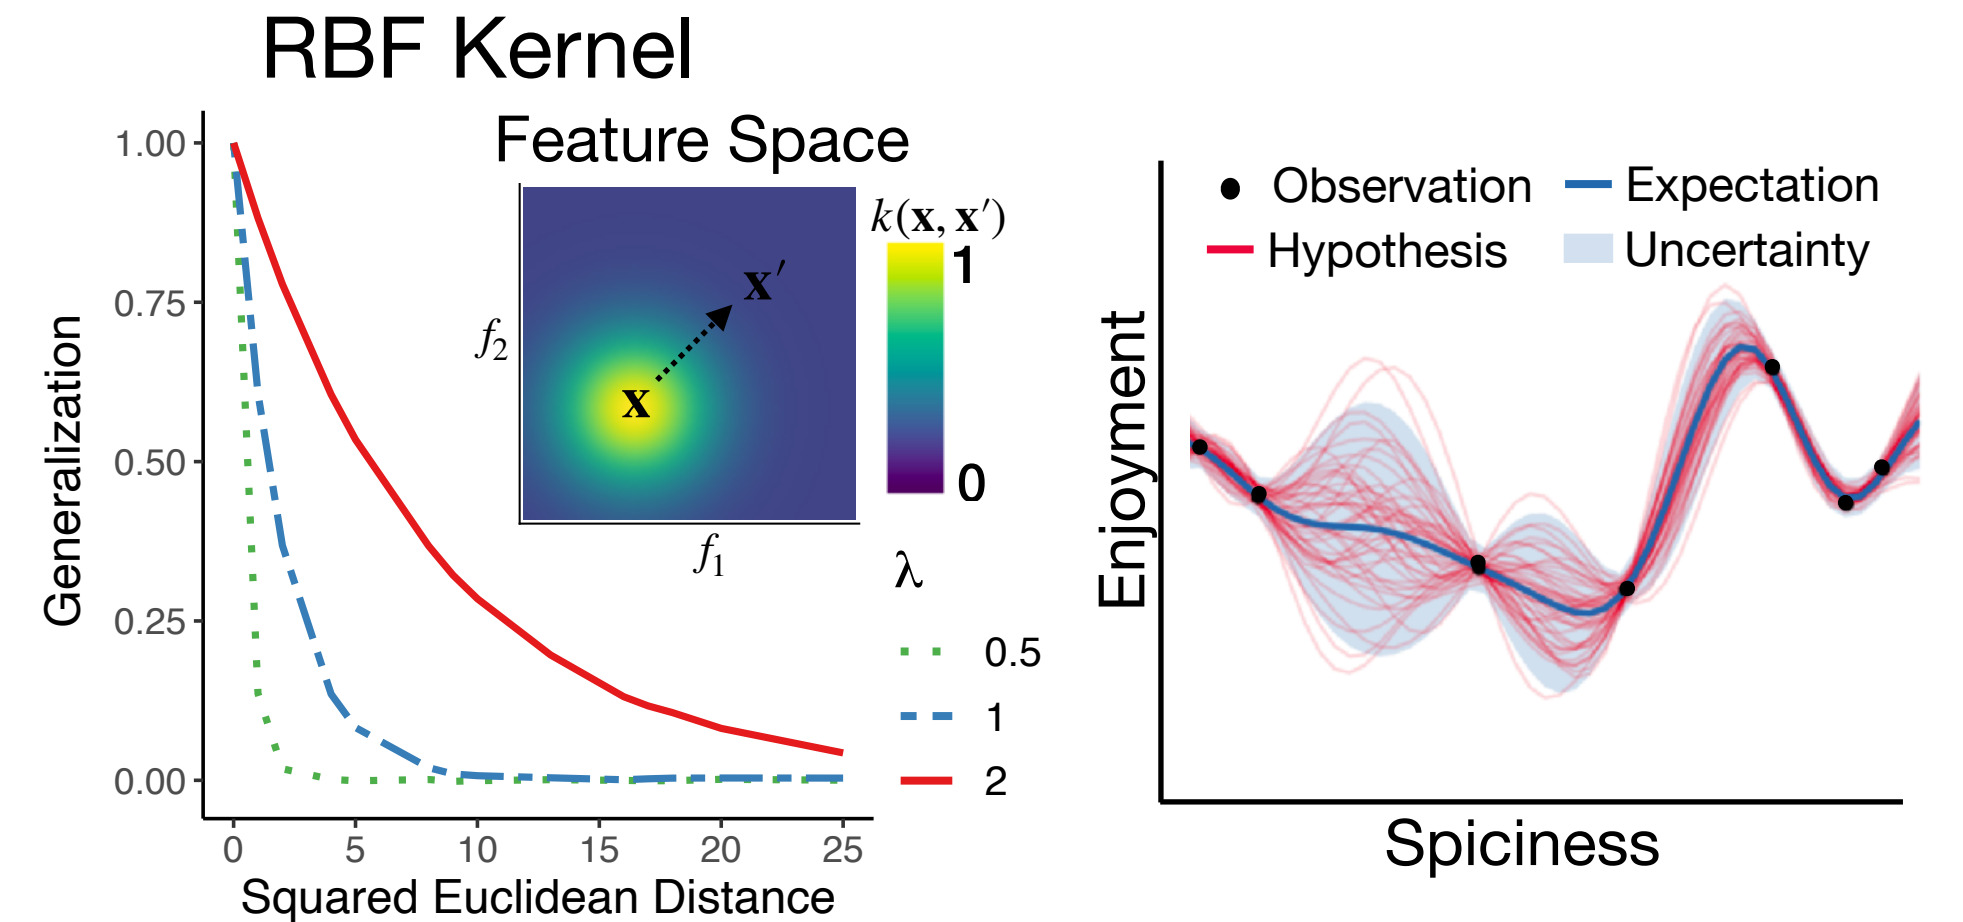 RBF Kernel
Feature Space
1.00
0.75
0.50
0.25
0.00
Generalization
0 5 10 15 20 25
Squared Euclidean Distance
f2
f1
x
x′
k(x, x′)
1
0
λ
0.5
1
2
Observation
Expectation
Hypothesis
Uncertainty
Enjoyment
Spiciness